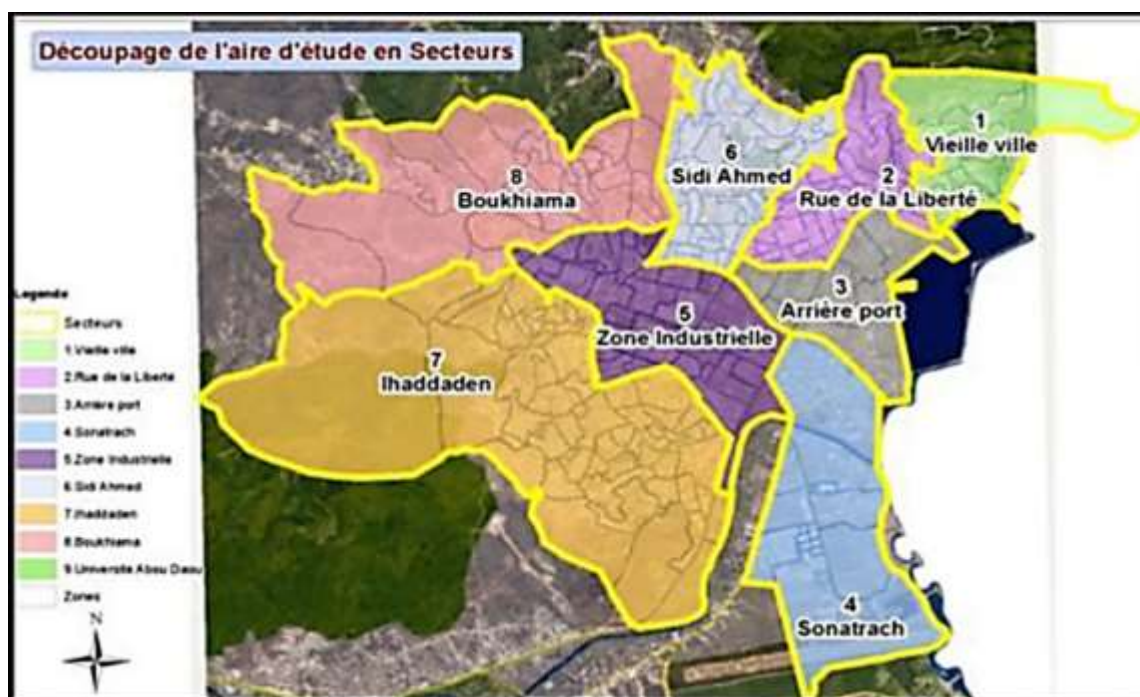 Découpage de l'aire d'étude en Secteurs
1
Vieille ville
6
Sidi Ahmed
2
Rue de la Liberté
8
Boukhiama
3
Arrière port
5
Zone Industrielle
7
Ihaddaden
4
Sonatrach
Legende
Secteurs
1.Vieille ville
2.Rue de la Liberté
3.Arrière port
4.Sonatrach
5.Zone Industrielle
6.Sidi Ahmed
7.Ihaddaden
8.Boukhiama
9.Université Abou Daou
Zones
N